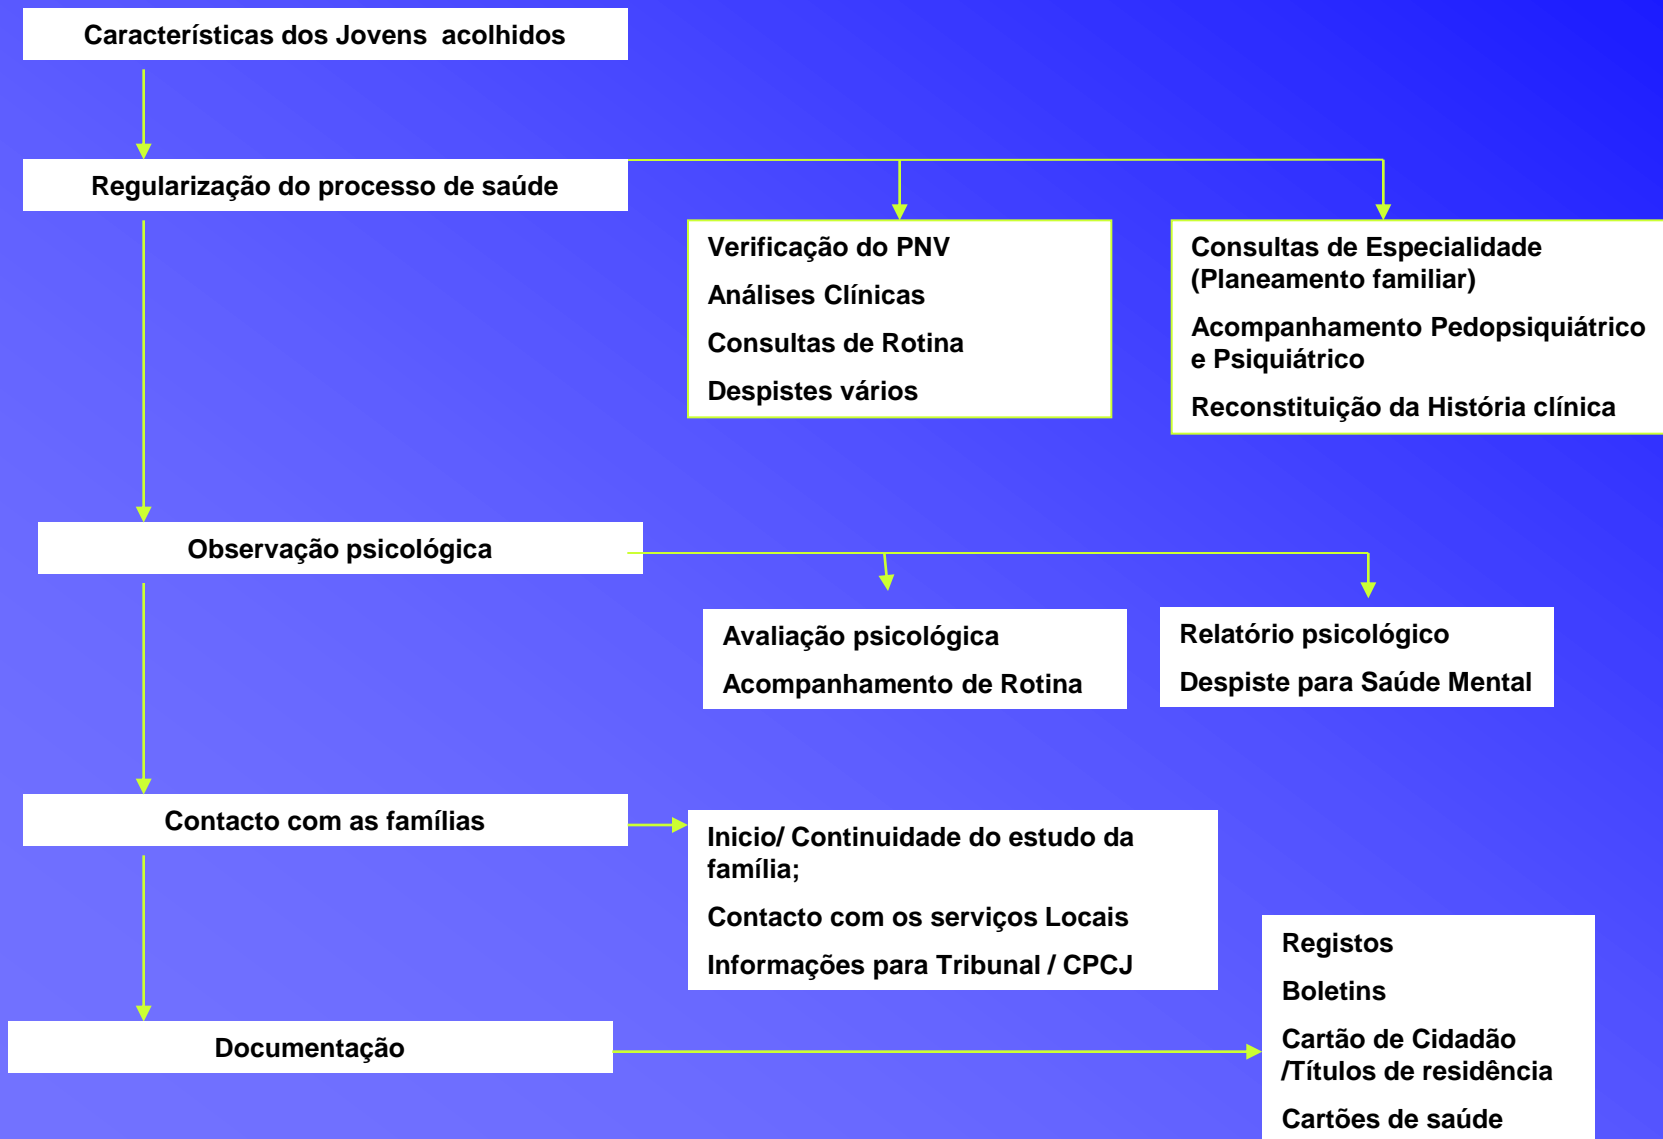 Características dos Jovens  acolhidos
Regularização do processo de saúde
Verificação do PNV
Análises Clínicas
Consultas de Rotina
Despistes vários
Consultas de Especialidade
(Planeamento familiar)
Acompanhamento Pedopsiquiátrico
e Psiquiátrico
Reconstituição da História clínica
Observação psicológica
Avaliação psicológica
Acompanhamento de Rotina
Relatório psicológico
Despiste para Saúde Mental
Contacto com as famílias
Inicio/ Continuidade do estudo da
família;
Contacto com os serviços Locais
Informações para Tribunal / CPCJ
Documentação
Registos
Boletins
Cartão de Cidadão
/Títulos de residência
Cartões de saúde